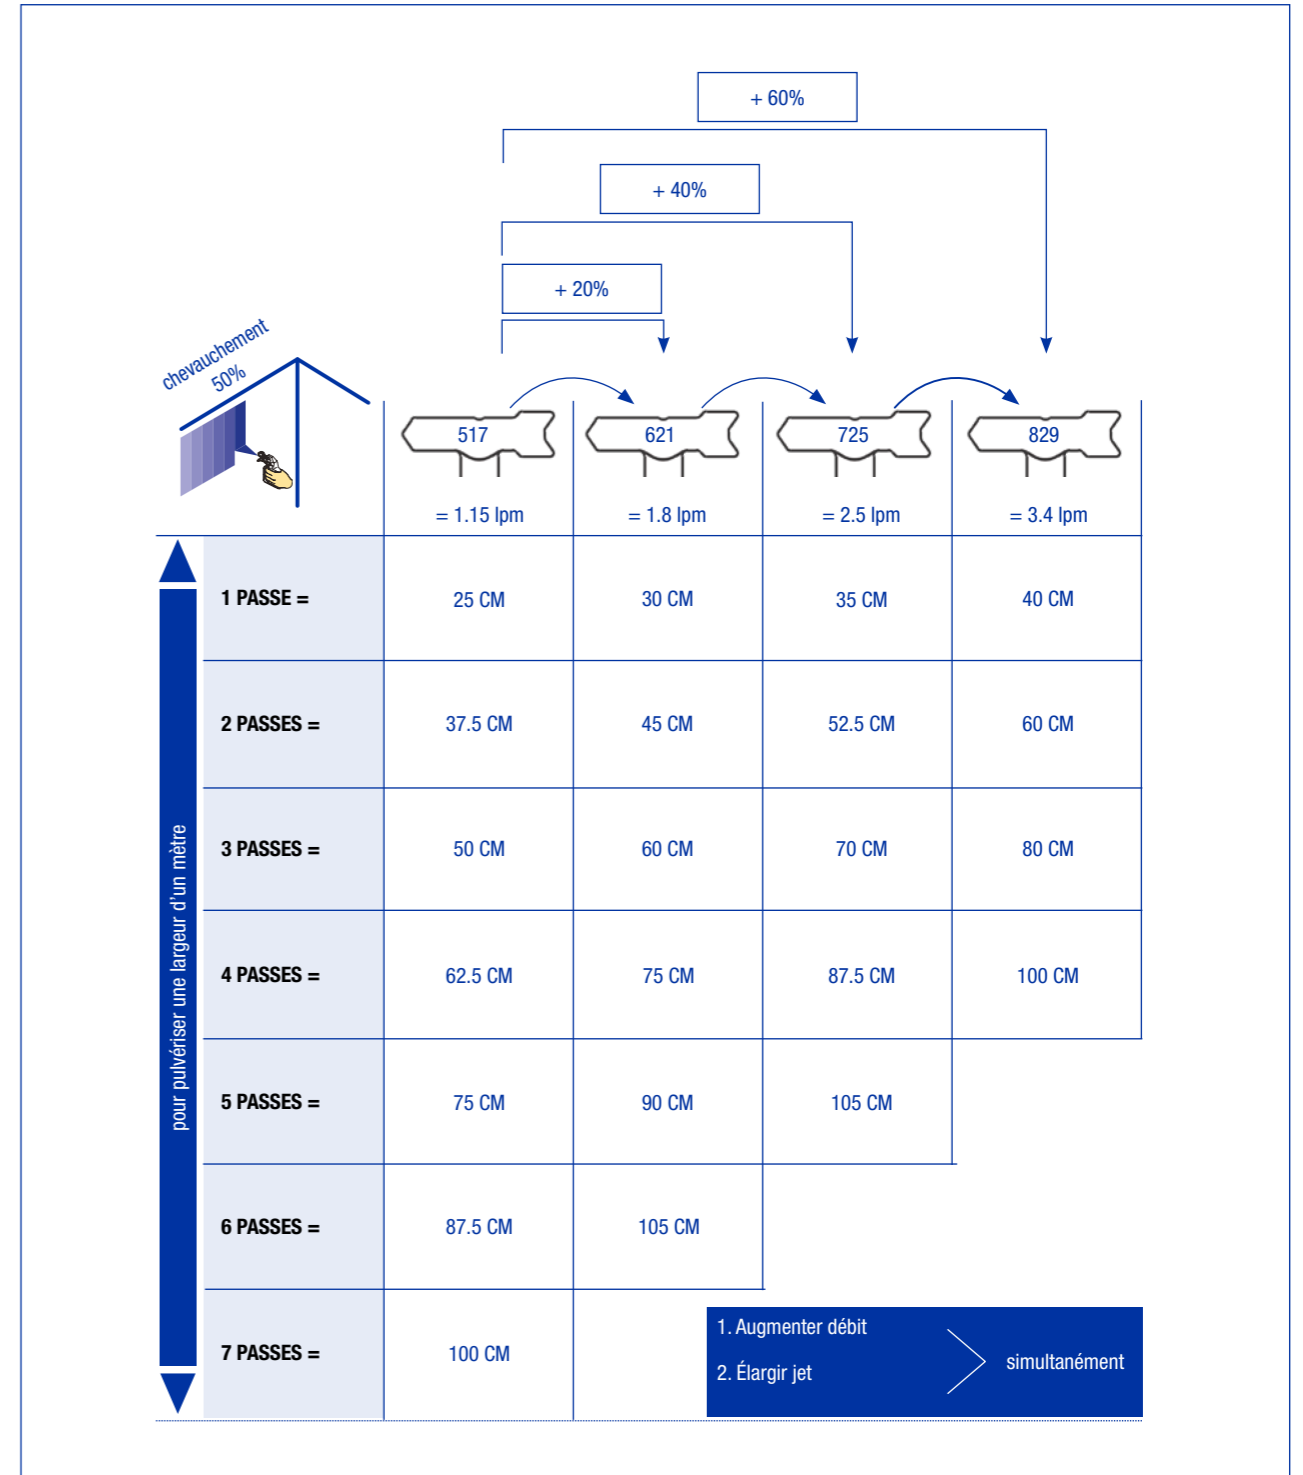 + 60%
+ 40%
+ 20%
chevauchement
50%
517 621 725 829
= 1.15 lpm = 1.8 lpm = 2.5 lpm = 3.4 lpm
pour pulvériser une largeur d'un mètre
1 PASSE = 25 CM 30 CM 35 CM 40 CM
2 PASSES = 37.5 CM 45 CM 52.5 CM 60 CM
3 PASSES = 50 CM 60 CM 70 CM 80 CM
4 PASSES = 62.5 CM 75 CM 87.5 CM 100 CM
5 PASSES = 75 CM 90 CM 105 CM
6 PASSES = 87.5 CM 105 CM
7 PASSES = 100 CM
1. Augmenter débit
2. Élargir jet
simultanément